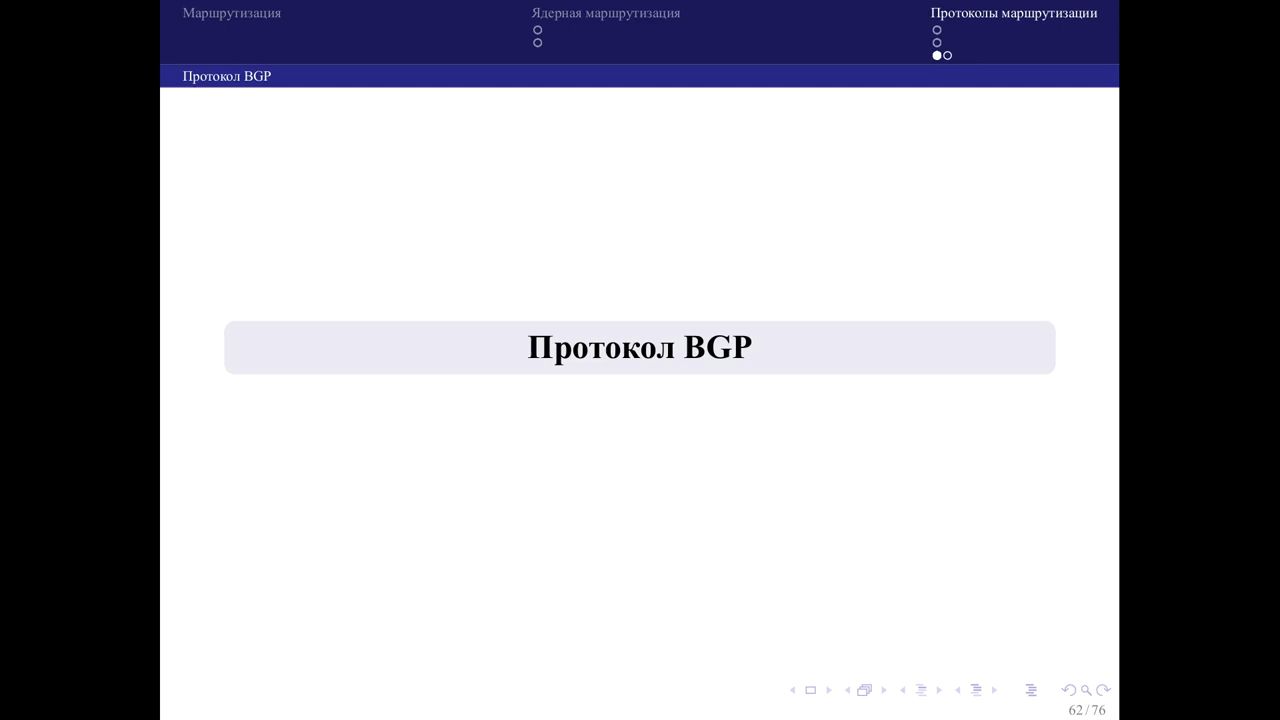 Маршрутизация
Ядерная маршрутизация
Протоколы маршрутизации
Протокол BGP
Протокол BGP
62 / 76